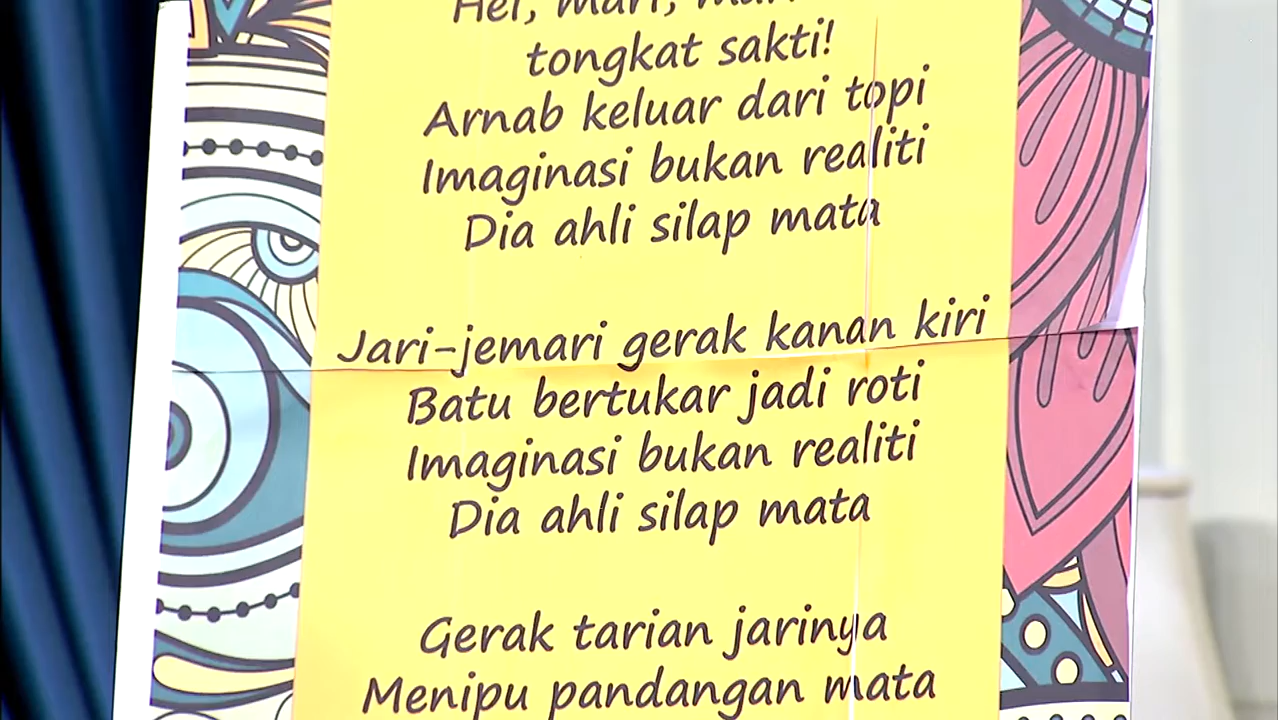 tongkat sakti!
Arnab keluar dari topi
Imaginasi bukan realiti
Dia ahli silap mata
Jari-jemari gerak kanan kiri
Batu bertukar jadi roti
Imaginasi bukan realiti
Dia ahli silap mata
Gerak tarian jarinya
Menipu pandangan mata